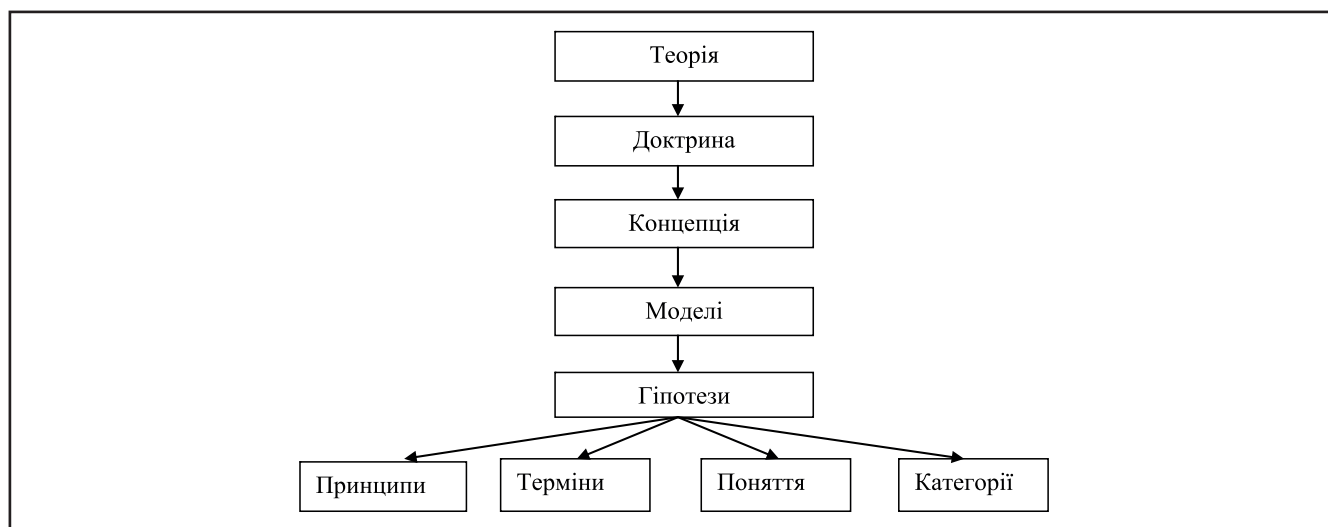 Теорія
Доктрина
Концепція
Моделі
Гіпотези
Принципи
Терміни
Поняття
Категорії